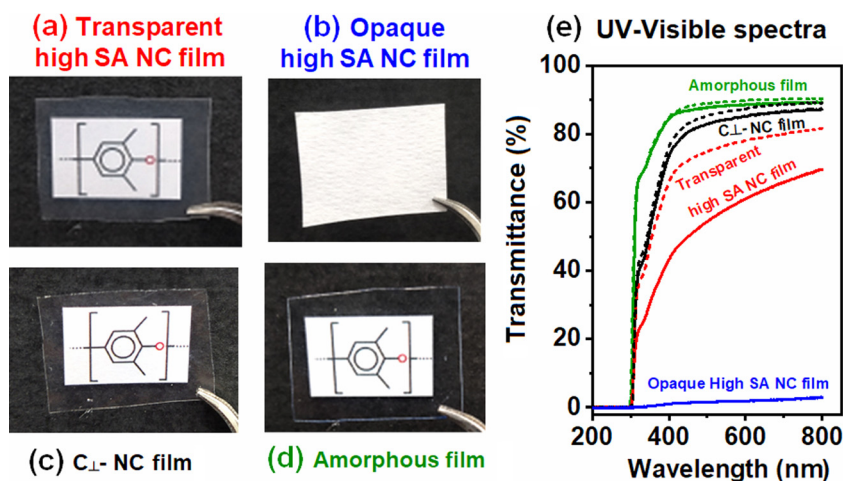 (a) Transparent
high SA NC film
(b) Opaque
high SA NC film
(e) UV-Visible spectra
O
O
O
(c) C⊥- NC film
(d) Amorphous film
Transmittance (%)
100
80
60
40
20
0
Amorphous film
C⊥- NC film
Transparent
high SA NC film
Opaque High SA NC film
200 400 600 800
Wavelength (nm)